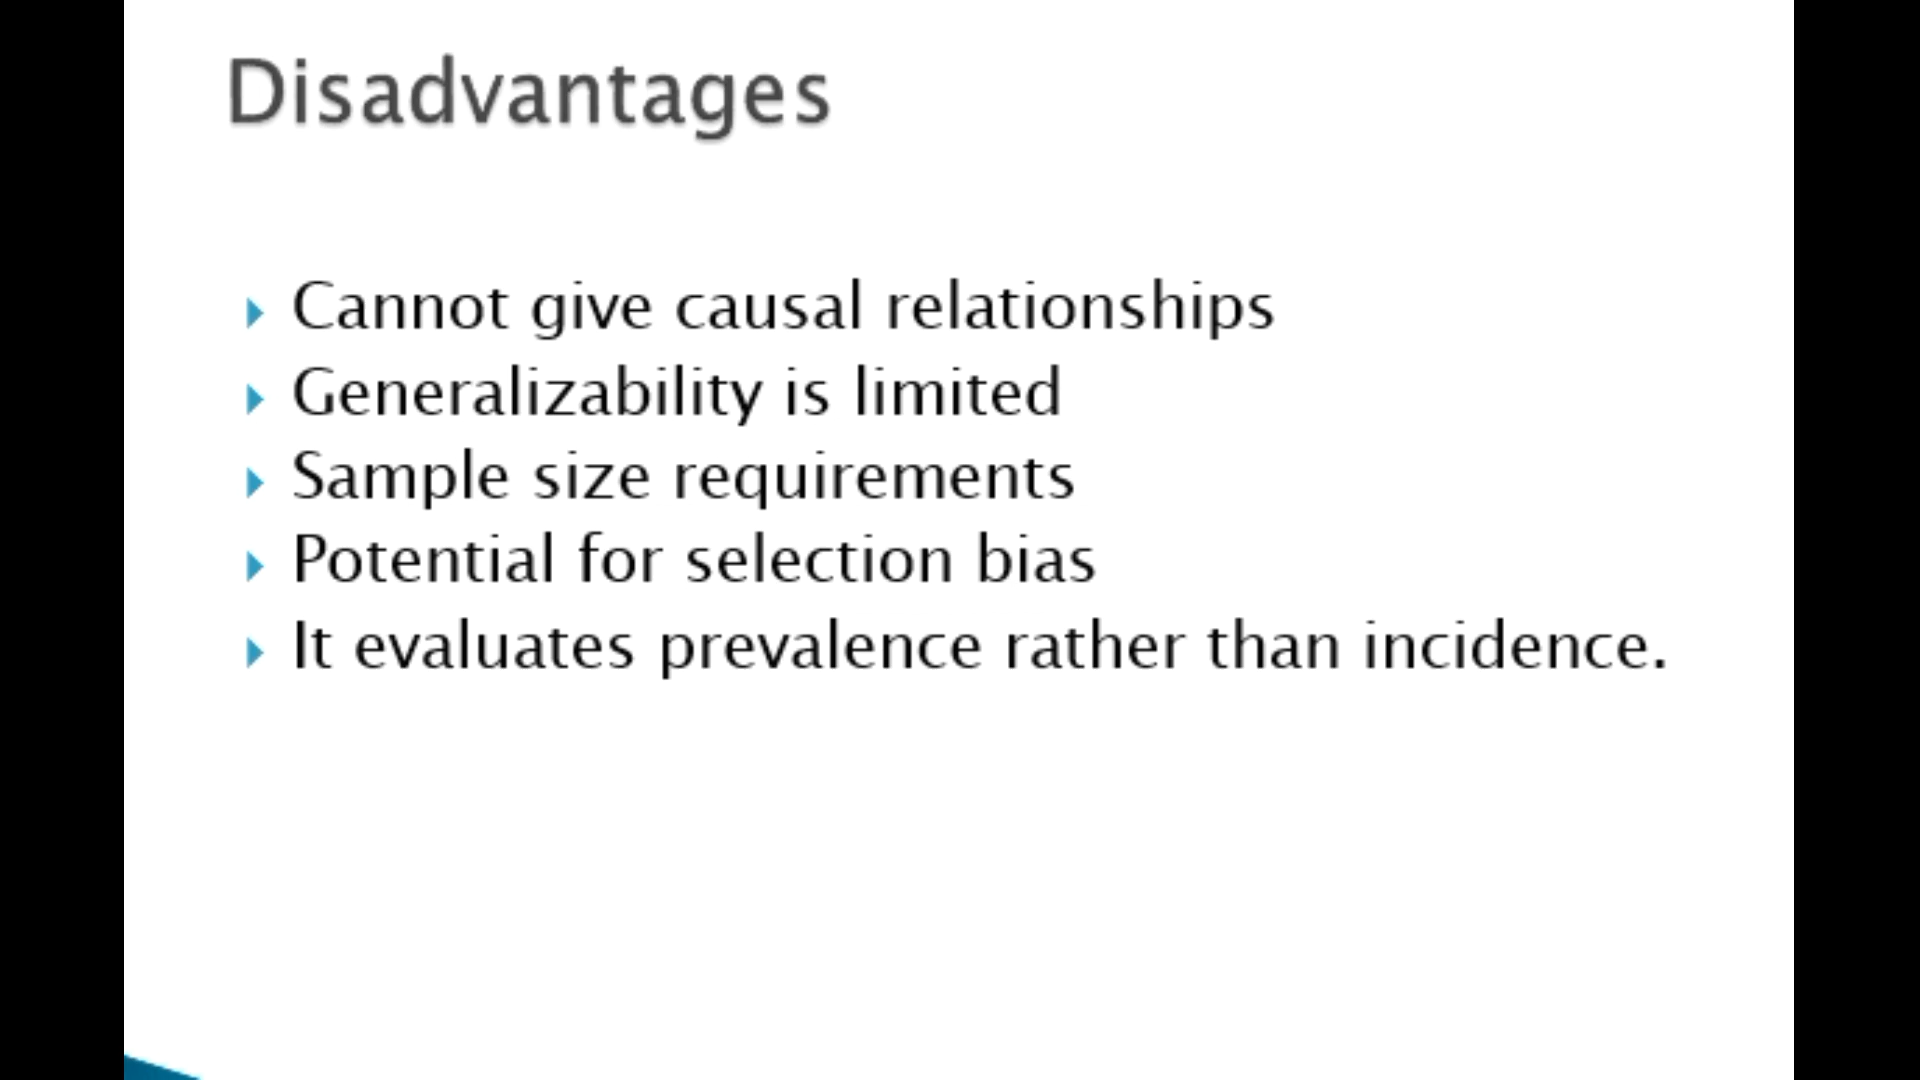 Disadvantages
Cannot give causal relationships
Generalizability is limited
Sample size requirements
Potential for selection bias
It evaluates prevalence rather than incidence.